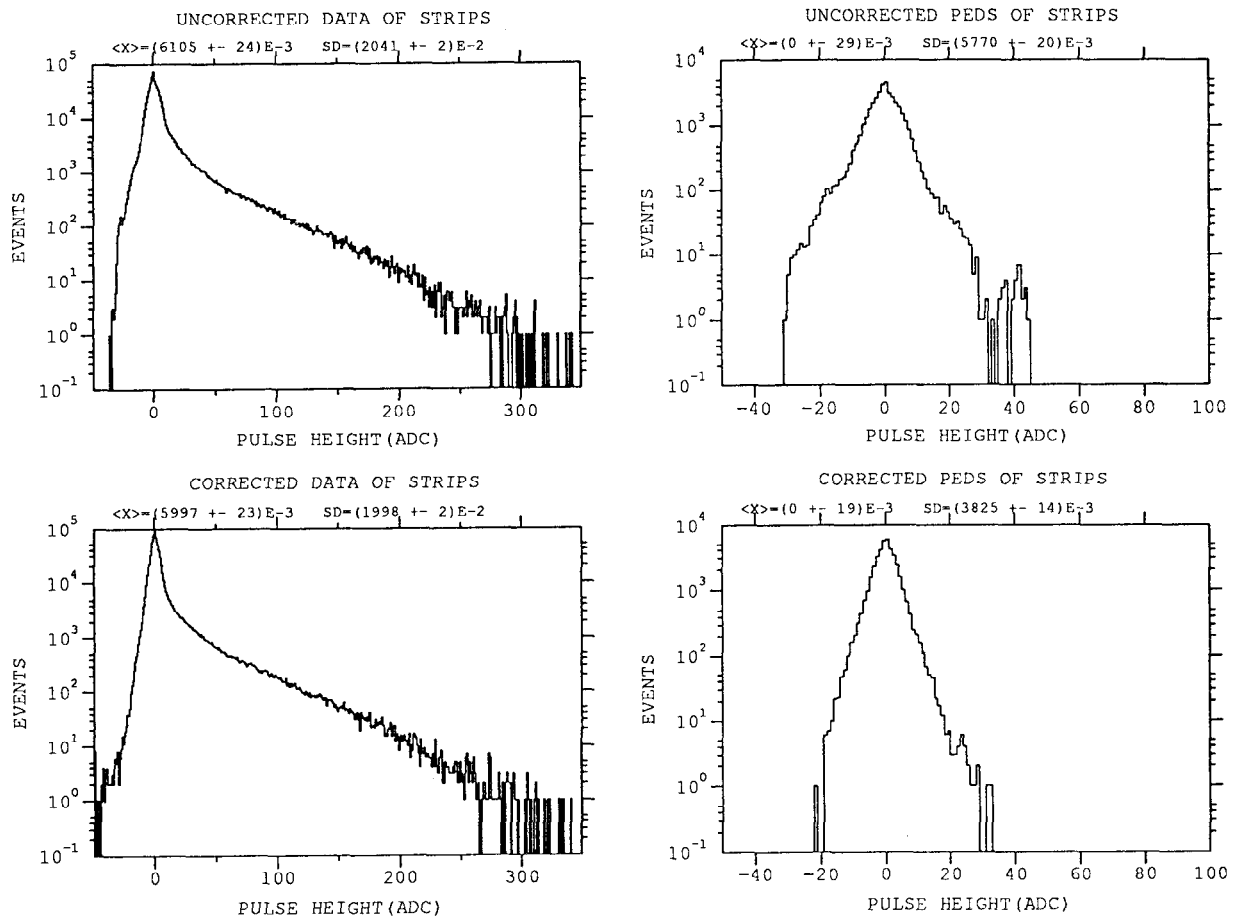 UNCORRECTED DATA OF STRIPS
<X>=(6105 +- 24)E-3 SD=(2041 +- 2)E-2
10^5
10^4
10^3
10^2
10^1
10^0
10^-1
EVENTS
0 100 200 300
PULSE HEIGHT(ADC)
UNCORRECTED PEDS OF STRIPS
<X>=(0 +- 29)E-3 SD=(5770 +- 20)E-3
10^4
10^3
10^2
10^1
10^0
10^-1
EVENTS
-40 -20 0 20 40 60 80 100
PULSE HEIGHT(ADC)
CORRECTED DATA OF STRIPS
<X>=(5997 +- 23)E-3 SD=(1998 +- 2)E-2
10^5
10^4
10^3
10^2
10^1
10^0
10^-1
EVENTS
0 100 200 300
PULSE HEIGHT(ADC)
CORRECTED PEDS OF STRIPS
<X>=(0 +- 19)E-3 SD=(3825 +- 14)E-3
10^4
10^3
10^2
10^1
10^0
10^-1
EVENTS
-40 -20 0 20 40 60 80 100
PULSE HEIGHT(ADC)